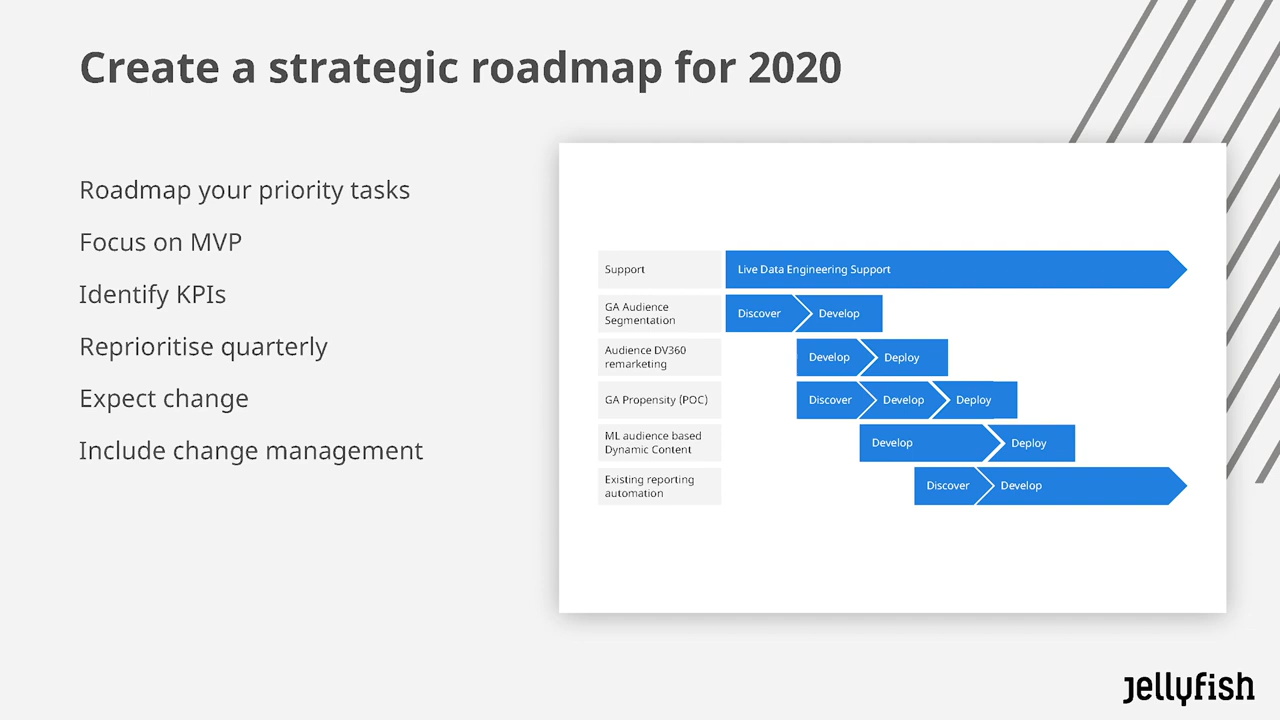 Create a strategic roadmap for 2020
Roadmap your priority tasks
Focus on MVP
Identify KPIs
Reprioritise quarterly
Expect change
Include change management
Support
Live Data Engineering Support
GA Audience
Segmentation
Discover
Develop
Audience DV360
remarketing
Develop
Deploy
GA Propensity (POC)
Discover
Develop
Deploy
ML audience based
Dynamic Content
Develop
Deploy
Existing reporting
automation
Discover
Develop
jellyfish